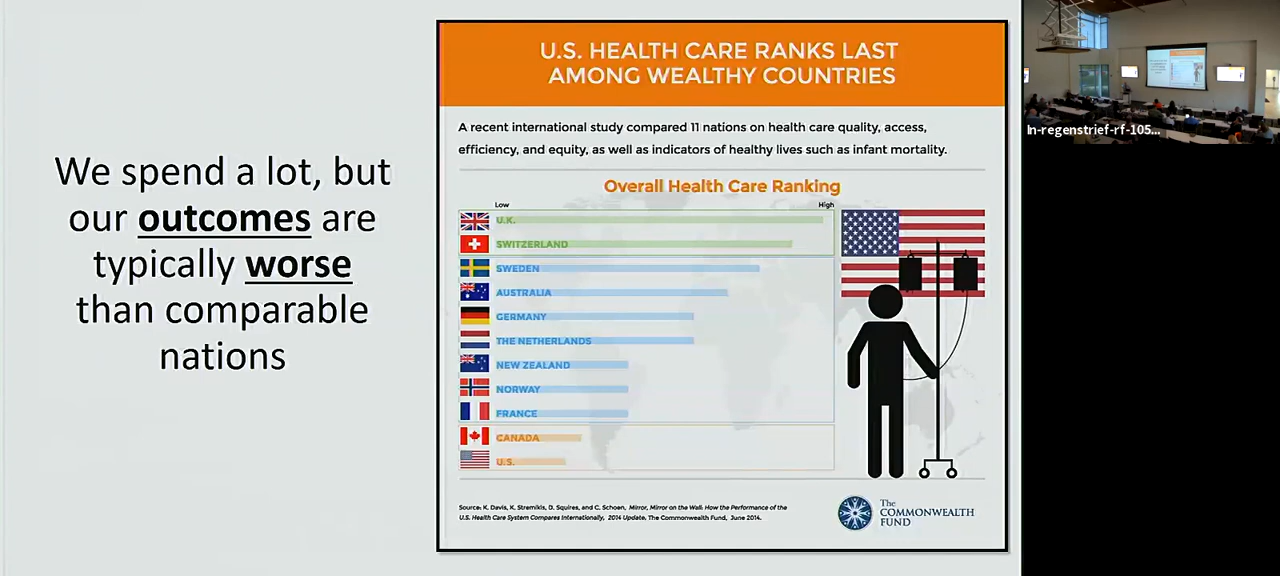 We spend a lot, but
our outcomes are
typically worse
than comparable
nations
U.S. HEALTH CARE RANKS LAST
AMONG WEALTHY COUNTRIES
A recent international study compared 11 nations on health care quality, access,
efficiency, and equity, as well as indicators of healthy lives such as infant mortality.
Overall Health Care Ranking
Low High
U.K.
SWITZERLAND
SWEDEN
AUSTRALIA
GERMANY
THE NETHERLANDS
NEW ZEALAND
NORWAY
FRANCE
CANADA
U.S.
Source: K. Davis, K. Stremikis, D. Squires, and C. Schoen, Mirror, Mirror on the Wall: How the Performance of the
U.S. Health Care System Compares Internationally, 2014 Update, The Commonwealth Fund, June 2014.
The
COMMONWEALTH
FUND
In-regenstrief-rf-105...